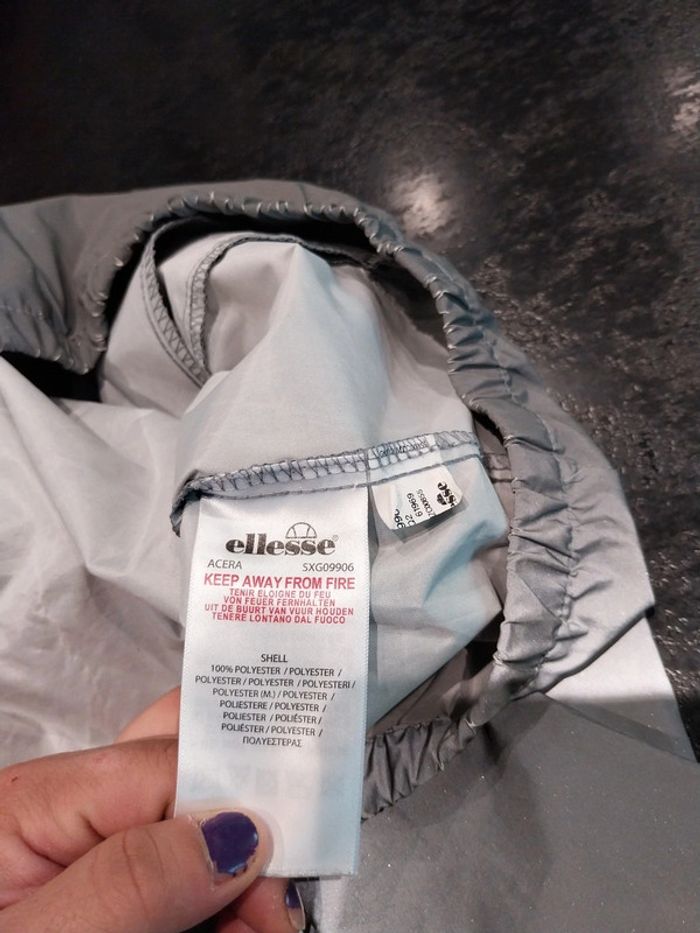 ellesse®
ACERA SXG09906
KEEP AWAY FROM FIRE
TENIR ELOIGNE DU FEU
VON FEUER FERNHALTEN
UIT DE BUURT VAN VUUR HOUDEN
TENERE LONTANO DAL FUOCO
SHELL
100% POLYESTER / POLYESTER /
POLYESTER / POLYESTER / POLYESTERI /
POLYESTER (M.) / POLYESTER /
POLIESTERE / POLIÉSTER /
POLIESTER / POLIÉSTER /
POLIÉSTER / POLYESTER /
ΠΟΛΥΕΣΤΕΡΑΣ
61969